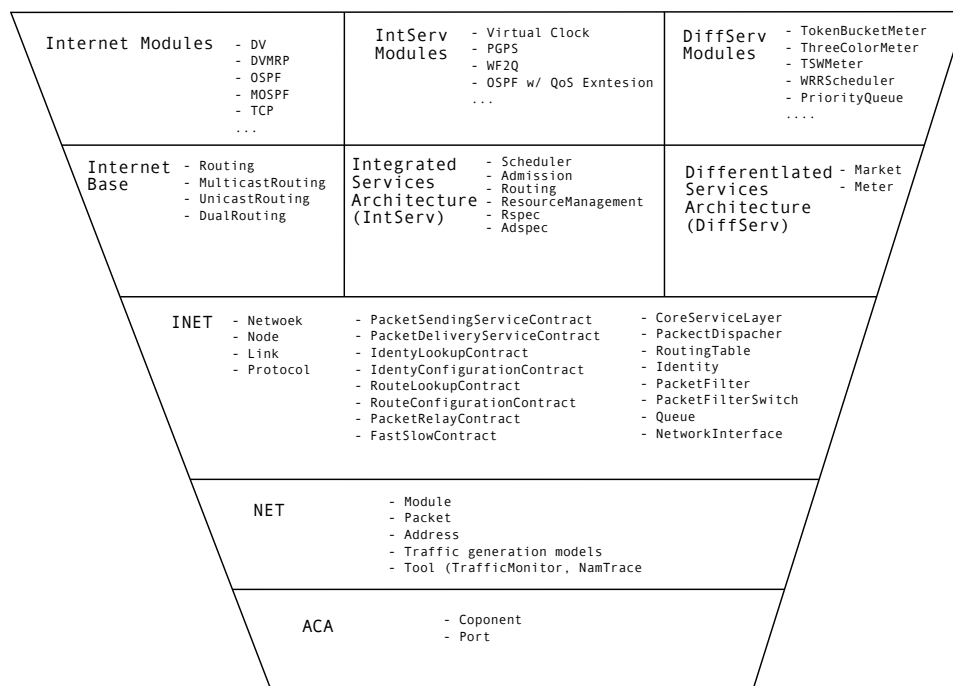 Internet Modules
- DV
- DVMRP
- OSPF
- MOSPF
- TCP
...
IntServ
Modules
- Virtual Clock
- PGPS
- WF2Q
- OSPF w/ QoS Exntesion
...
DiffServ
Modules
- TokenBucketMeter
- ThreeColorMeter
- TSWMeter
- WRRScheduler
- PriorityQueue
....
Internet
Base
- Routing
- MulticastRouting
- UnicastRouting
- DualRouting
Integrated
Services
Architecture
(IntServ)
- Scheduler
- Admission
- Routing
- ResourceManagement
- Rspec
- Adspec
Differentlated
Services
Architecture
(DiffServ)
- Market
- Meter
INET
- Netwoek
- Node
- Link
- Protocol
- PacketSendingServiceContract
- PacketDeliveryServiceContract
- IdentyLookupContract
- IdentyConfigurationContract
- RouteLookupContract
- RouteConfigurationContract
- PacketRelayContract
- FastSlowContract
- CoreServiceLayer
- PackectDispacher
- RoutingTable
- Identity
- PacketFilter
- PacketFilterSwitch
- Queue
- NetworkInterface
NET
- Module
- Packet
- Address
- Traffic generation models
- Tool (TrafficMonitor, NamTrace
ACA
- Coponent
- Port